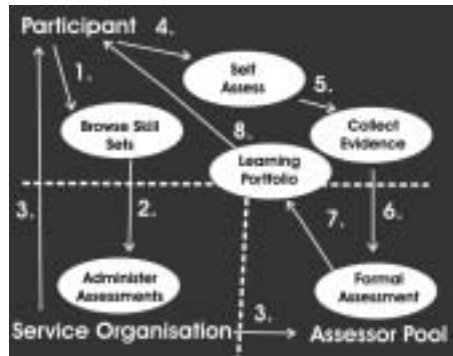 Participant 4.
Self
Assess
1.
5.
Browse Skill
Sets
Collect
Evidence
8.
Learning
Portfolio
3.
2.
7.
6.
Administer
Assessments
Formal
Assessment
3.
Service Organisation
Assessor Pool